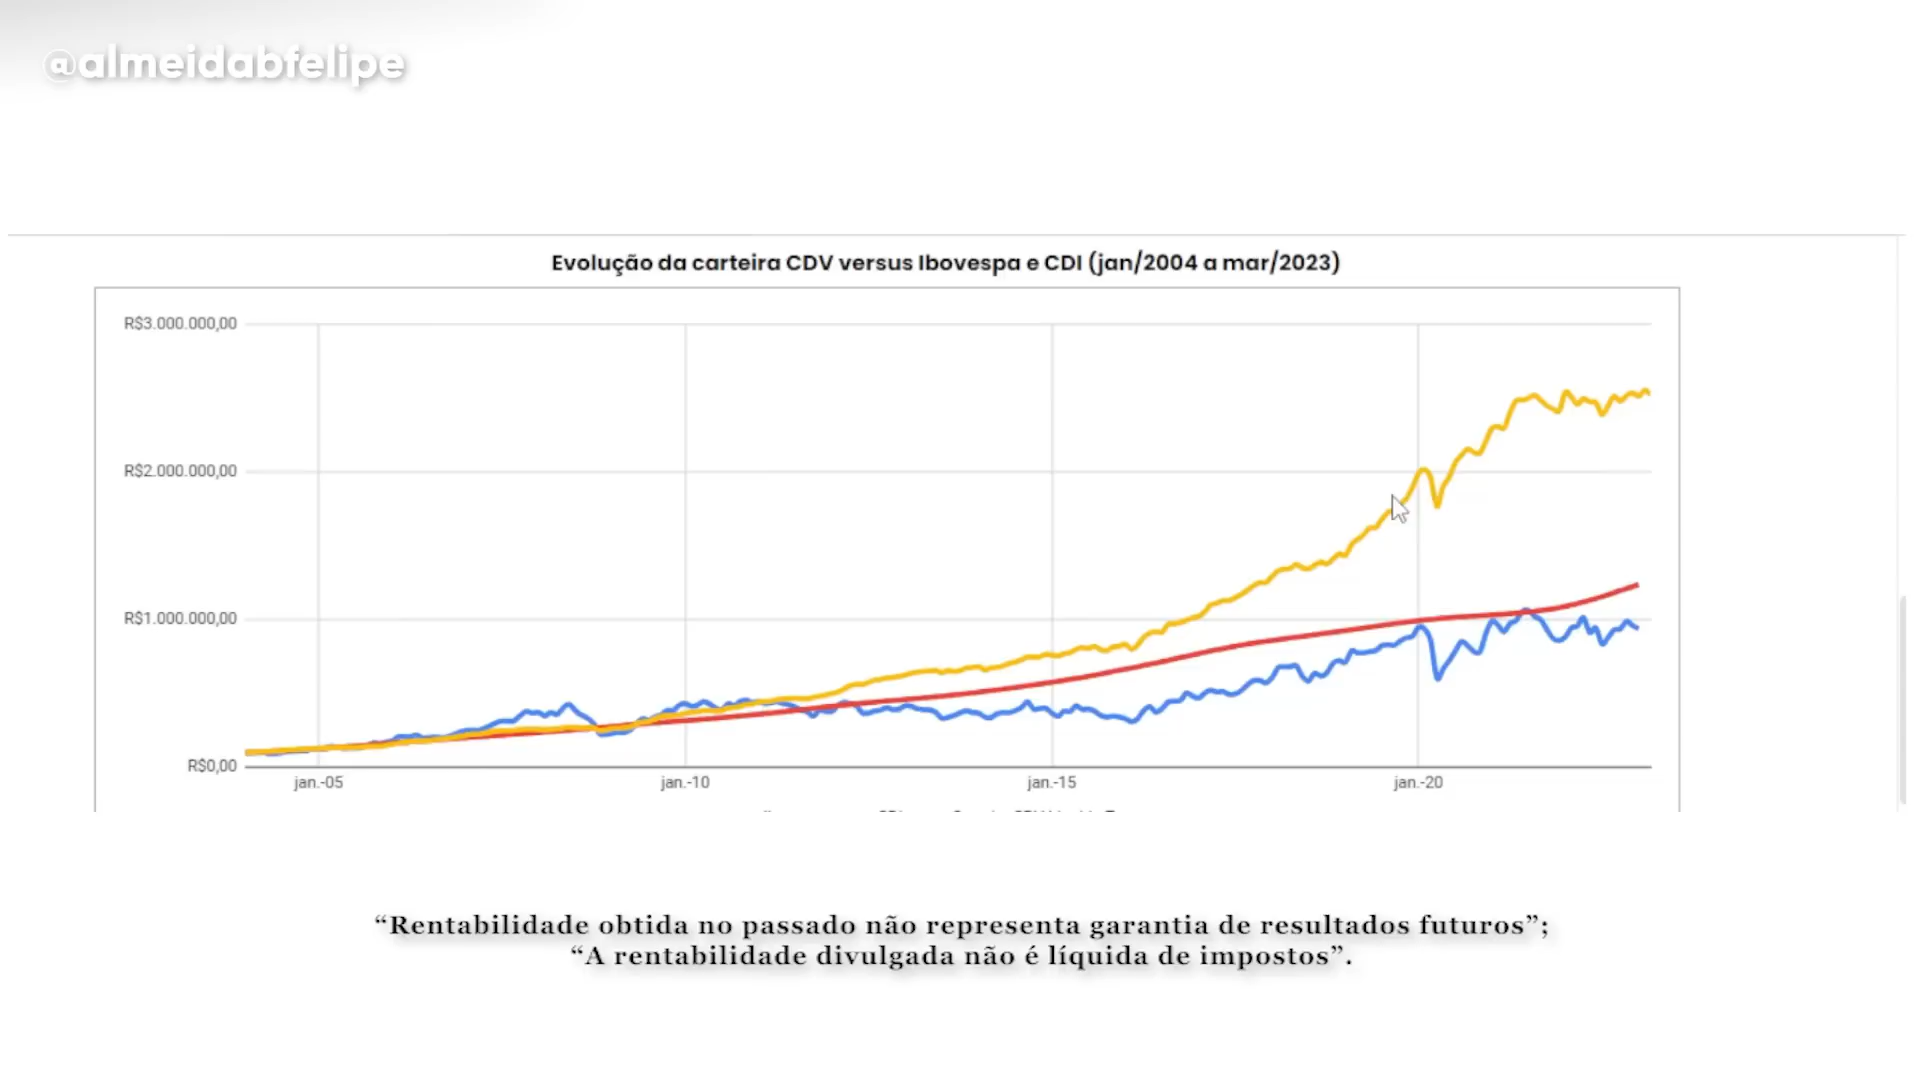 @almeidabfelipe
Evolução da carteira CDV versus Ibovespa e CDI (jan/2004 a mar/2023)
R$3.000.000,00
R$2.000.000,00
R$1.000.000,00
R$0,00
jan.-05 jan.-10 jan.-15 jan.-20
“Rentabilidade obtida no passado não representa garantia de resultados futuros”;
“A rentabilidade divulgada não é líquida de impostos”.